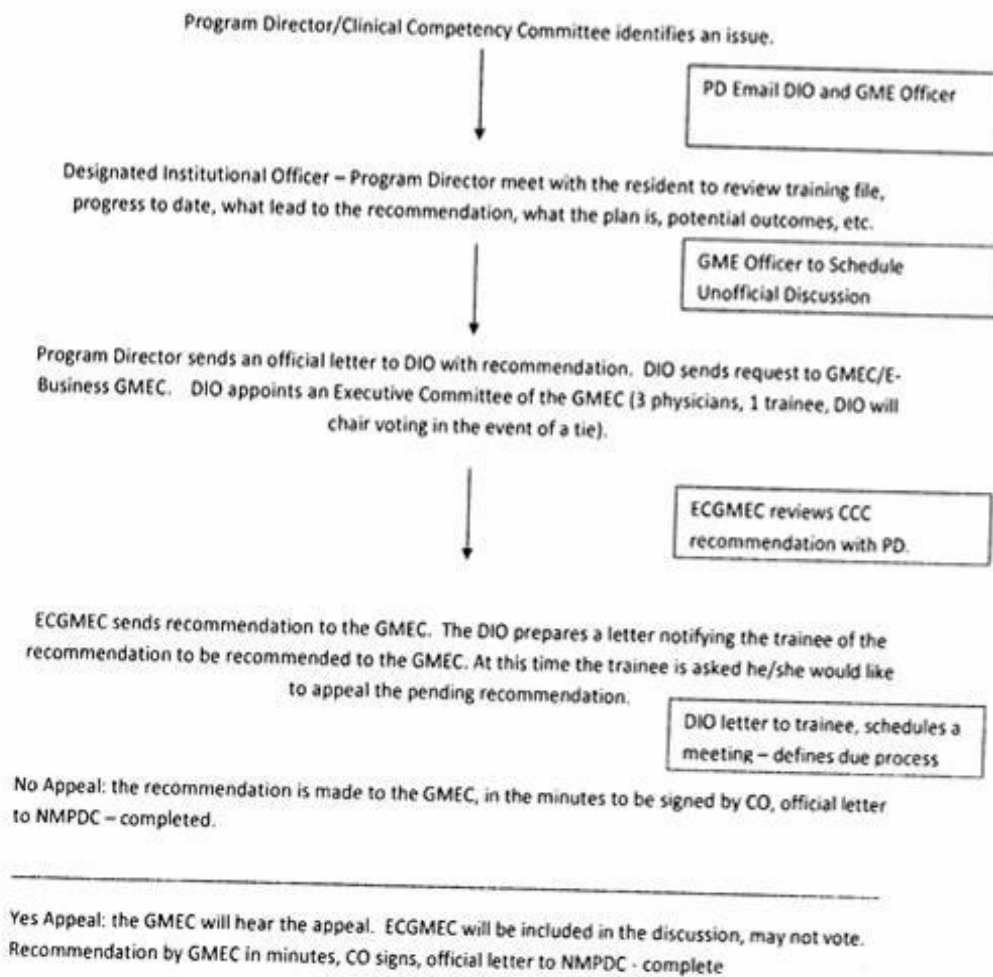 Program Director/Clinical Competency Committee identifies an issue.
PD Email DIO and GME Officer
Designated Institutional Officer – Program Director meet with the resident to review training file,
progress to date, what lead to the recommendation, what the plan is, potential outcomes, etc.
GME Officer to Schedule
Unofficial Discussion
Program Director sends an official letter to DIO with recommendation.  DIO sends request to GMEC/E-
Business GMEC.   DIO appoints an Executive Committee of the GMEC (3 physicians, 1 trainee, DIO will
chair voting in the event of a tie).
ECGMEC reviews CCC
recommendation with PD.
ECGMEC sends recommendation to the GMEC.  The DIO prepares a letter notifying the trainee of the
recommendation to be recommended to the GMEC. At this time the trainee is asked he/she would like
to appeal the pending recommendation.
DIO letter to trainee, schedules a
meeting – defines due process
No Appeal: the recommendation is made to the GMEC, in the minutes to be signed by CO, official letter
to NMPDC – completed.
Yes Appeal: the GMEC will hear the appeal.  ECGMEC will be included in the discussion, may not vote.
Recommendation by GMEC in minutes, CO signs, official letter to NMPDC - complete